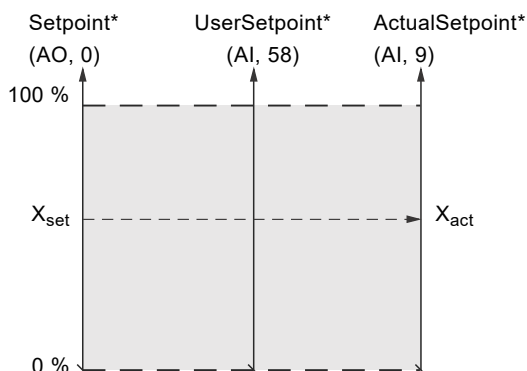 Setpoint* UserSetpoint* ActualSetpoint*
(AO, 0) (AI, 58) (AI, 9)
100 %
Xset Xact
0 %